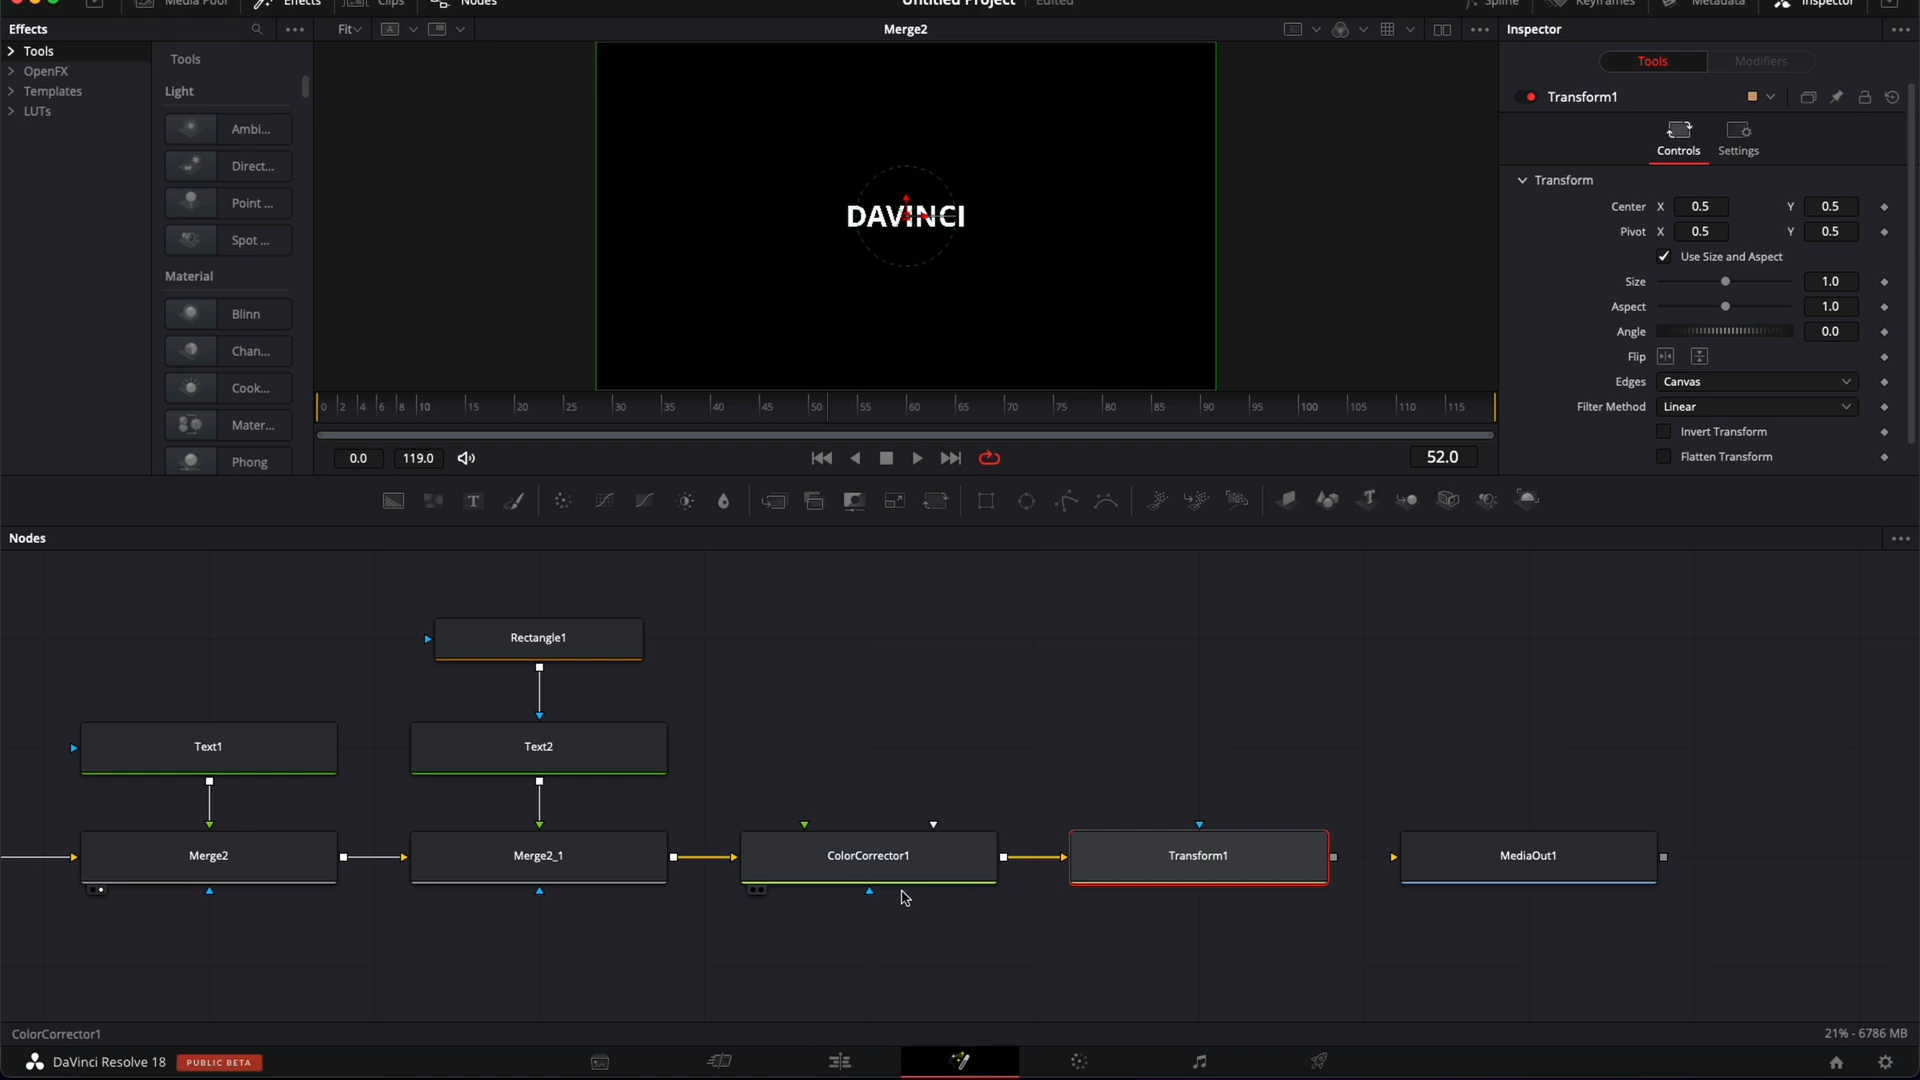 Media Pool
Effects
Clips
Nodes
Untitled Project
Edited
Spline
Keyframes
Metadata
Inspector
Effects
Fit
A
Merge2
Inspector
Tools
OpenFX
Templates
LUTs
Tools
Light
Ambi...
Direct...
Point ...
Spot ...
Material
Blinn
Chan...
Cook...
Mater...
Phong
DAVINCI
Tools
Modifiers
Transform1
Controls
Settings
Transform
Center X 0.5 Y 0.5
Pivot X 0.5 Y 0.5
Use Size and Aspect
Size 1.0
Aspect 1.0
Angle 0.0
Flip
Edges Canvas
Filter Method Linear
Invert Transform
Flatten Transform
0 2 4 6 8 10 15 20 25 30 35 40 45 50 55 60 65 70 75 80 85 90 95 100 105 110 115
0.0
119.0
52.0
T
Nodes
Rectangle1
Text1
Text2
Merge2
Merge2_1
ColorCorrector1
Transform1
MediaOut1
ColorCorrector1
21% - 6786 MB
DaVinci Resolve 18
PUBLIC BETA